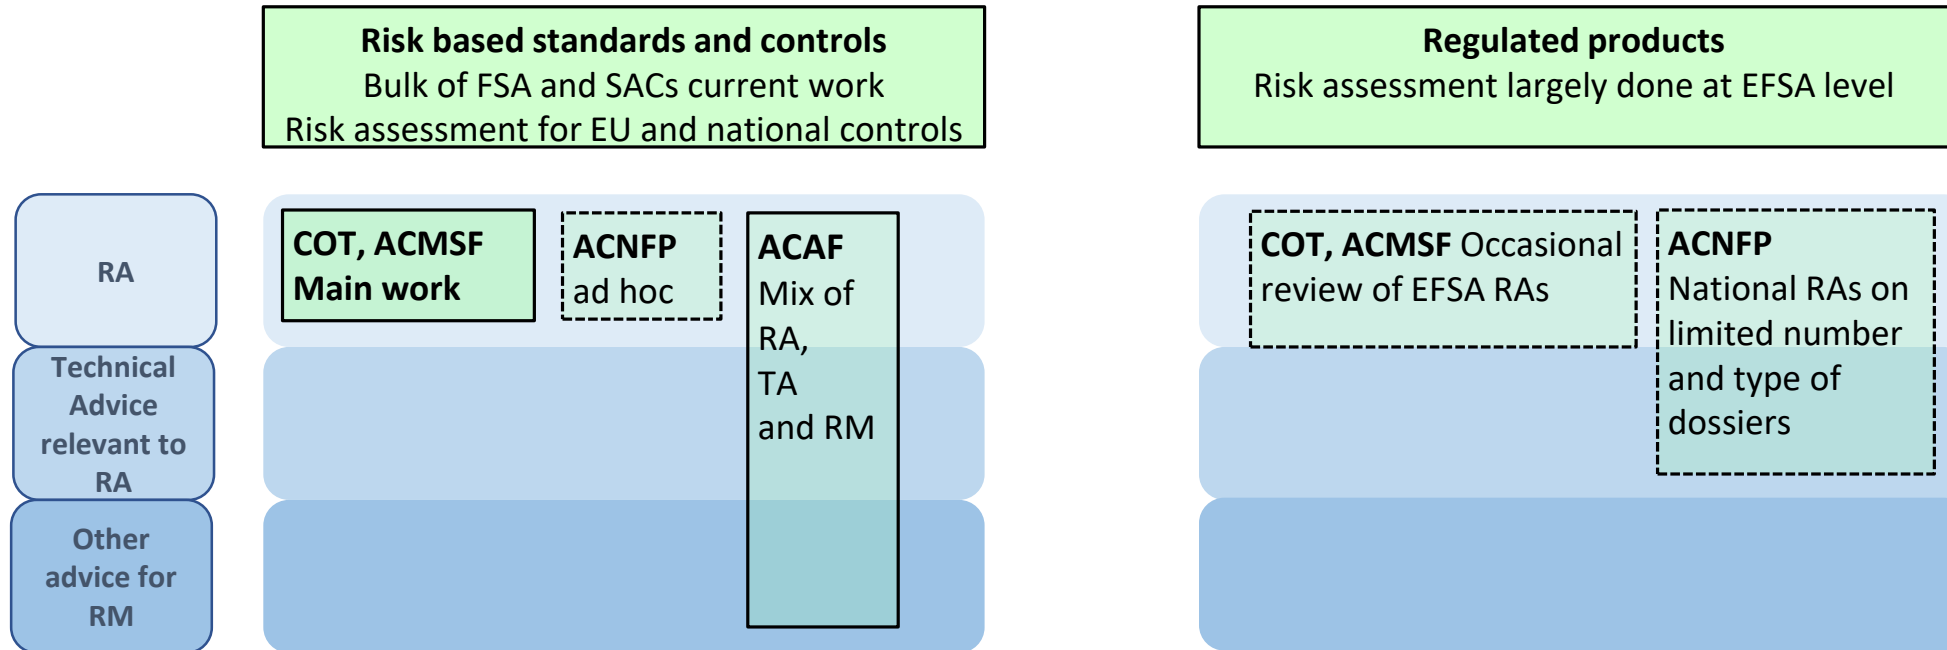 Risk based standards and controls
Bulk of FSA and SACs current work
Risk assessment for EU and national controls
Regulated products
Risk assessment largely done at EFSA level
RA
COT, ACMSF
Main work
ACNFP
ad hoc
ACAF
Mix of
RA,
TA
and RM
COT, ACMSF Occasional
review of EFSA RAs
ACNFP
National RAs on
limited number
and type of
dossiers
Technical
Advice
relevant to
RA
Other
advice for
RM